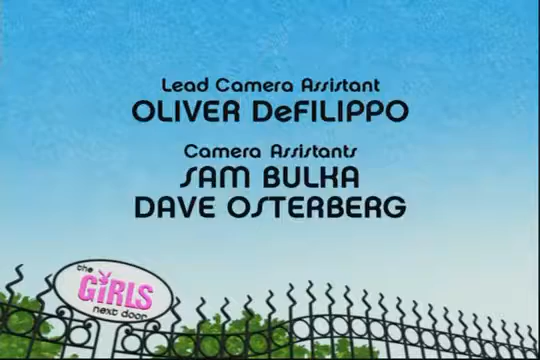 Lead Camera Assistant
OLIVER DeFILIPPO
Camera Assistants
SAM BULKA
DAVE OSTERBERG
the
GiRLS
next door